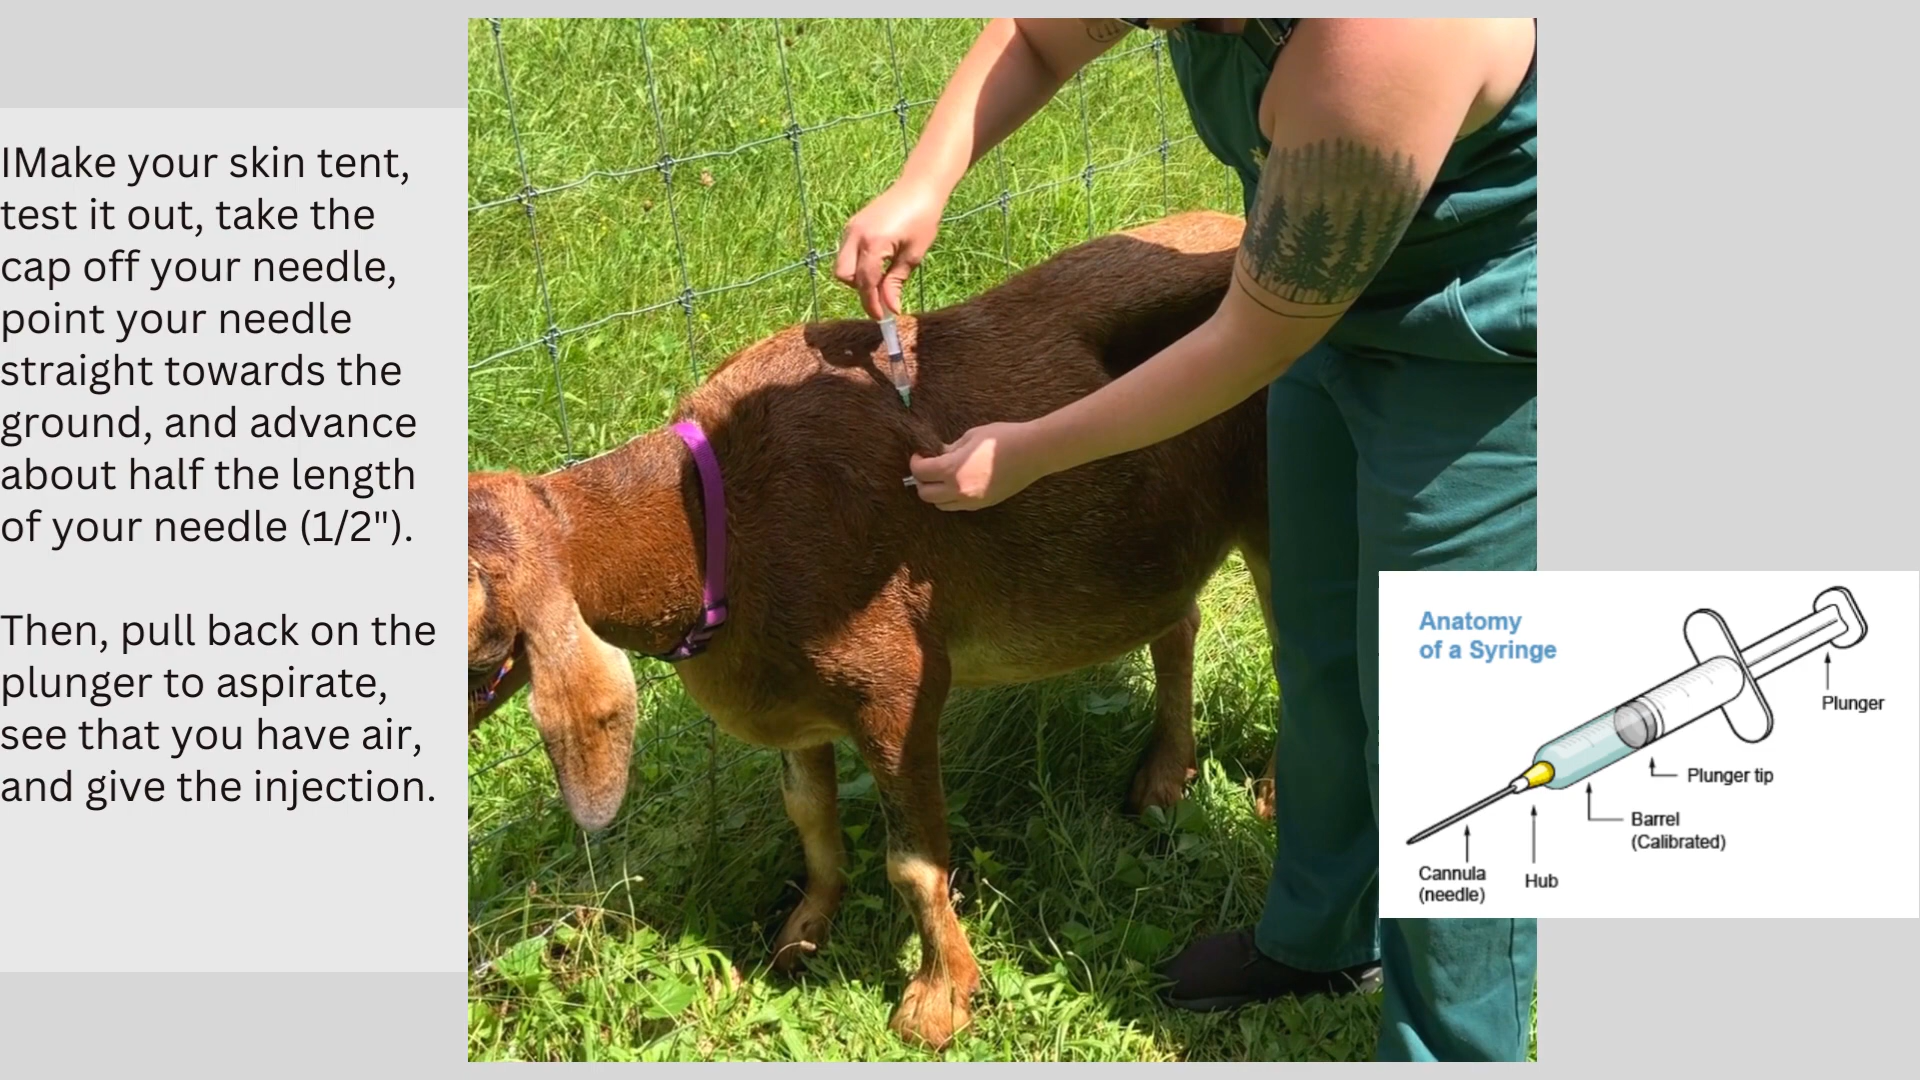 IMake your skin tent,
test it out, take the
cap off your needle,
point your needle
straight towards the
ground, and advance
about half the length
of your needle (1/2").
Then, pull back on the
plunger to aspirate,
see that you have air,
and give the injection.
Anatomy
of a Syringe
Plunger
Plunger tip
Barrel
(Calibrated)
Hub
Cannula
(needle)